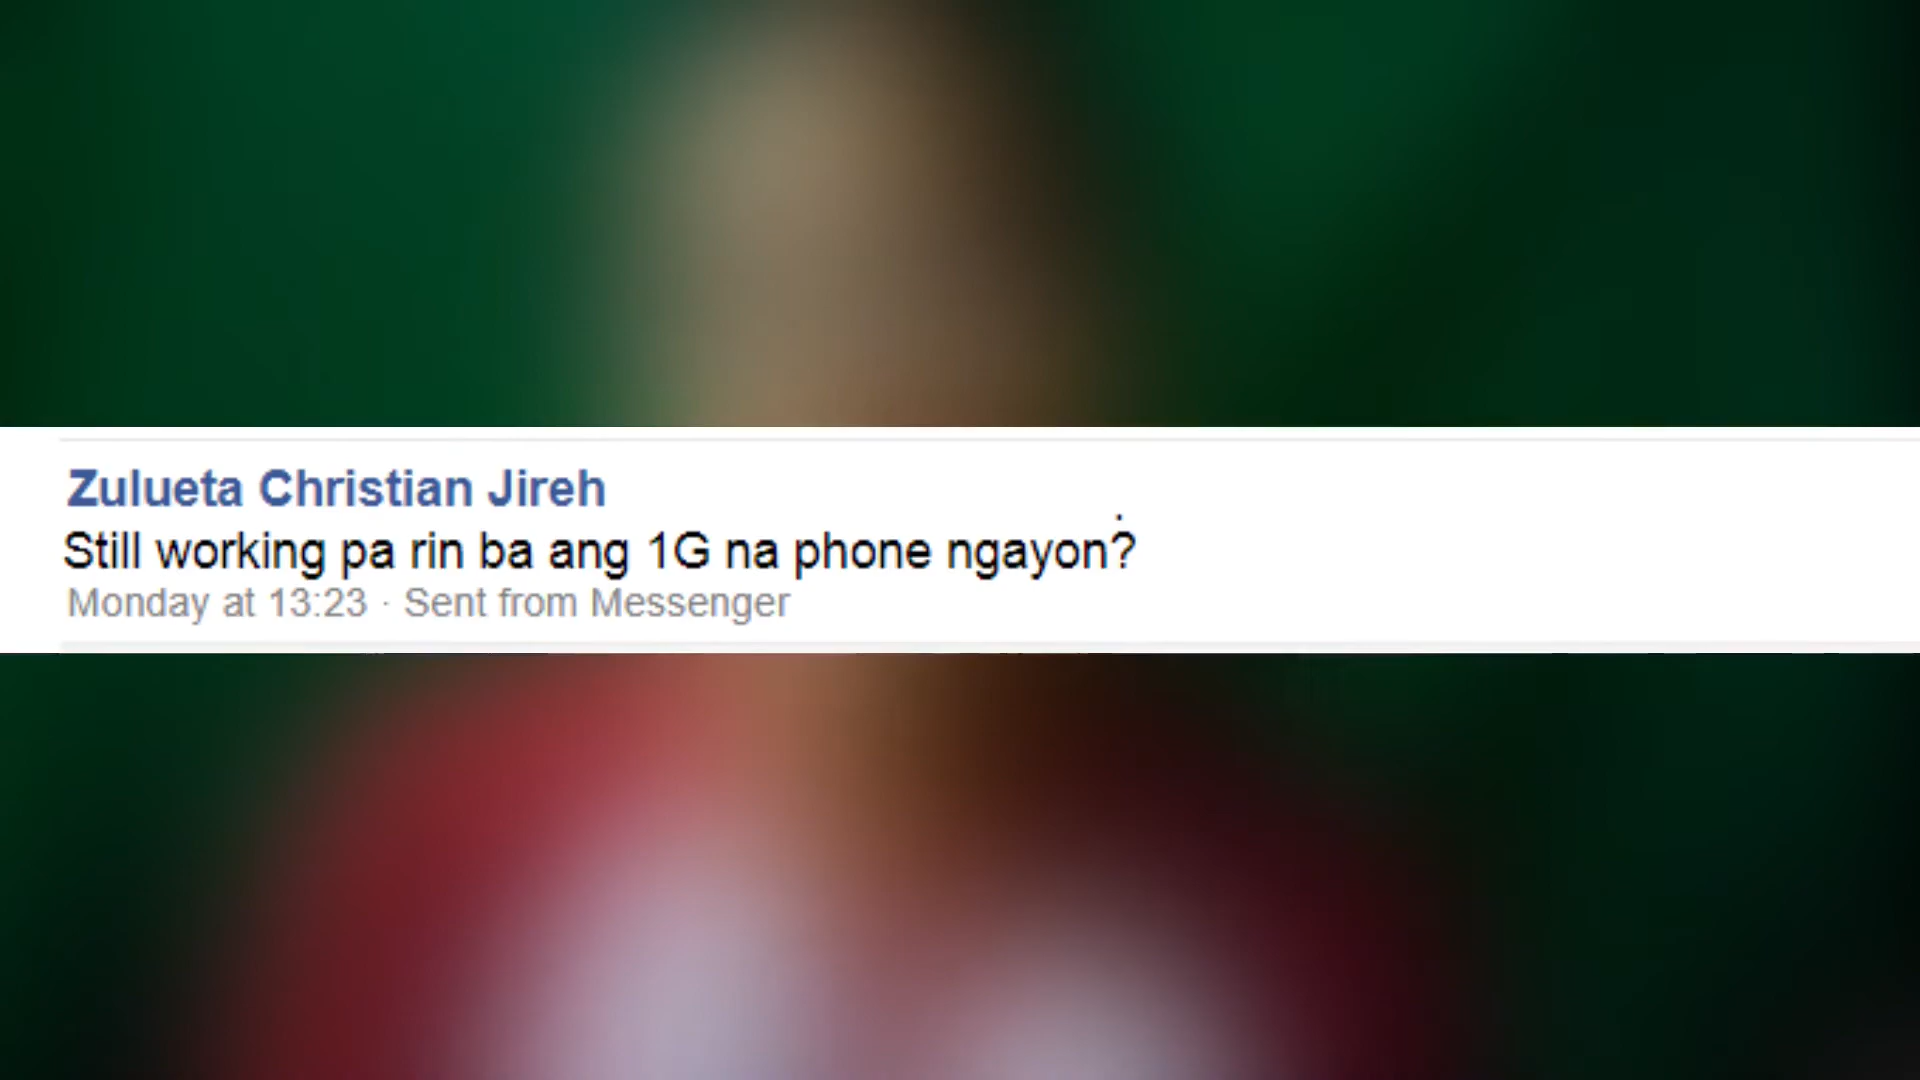 Zulueta Christian Jireh
Still working pa rin ba ang 1G na phone ngayon?
Monday at 13:23 · Sent from Messenger